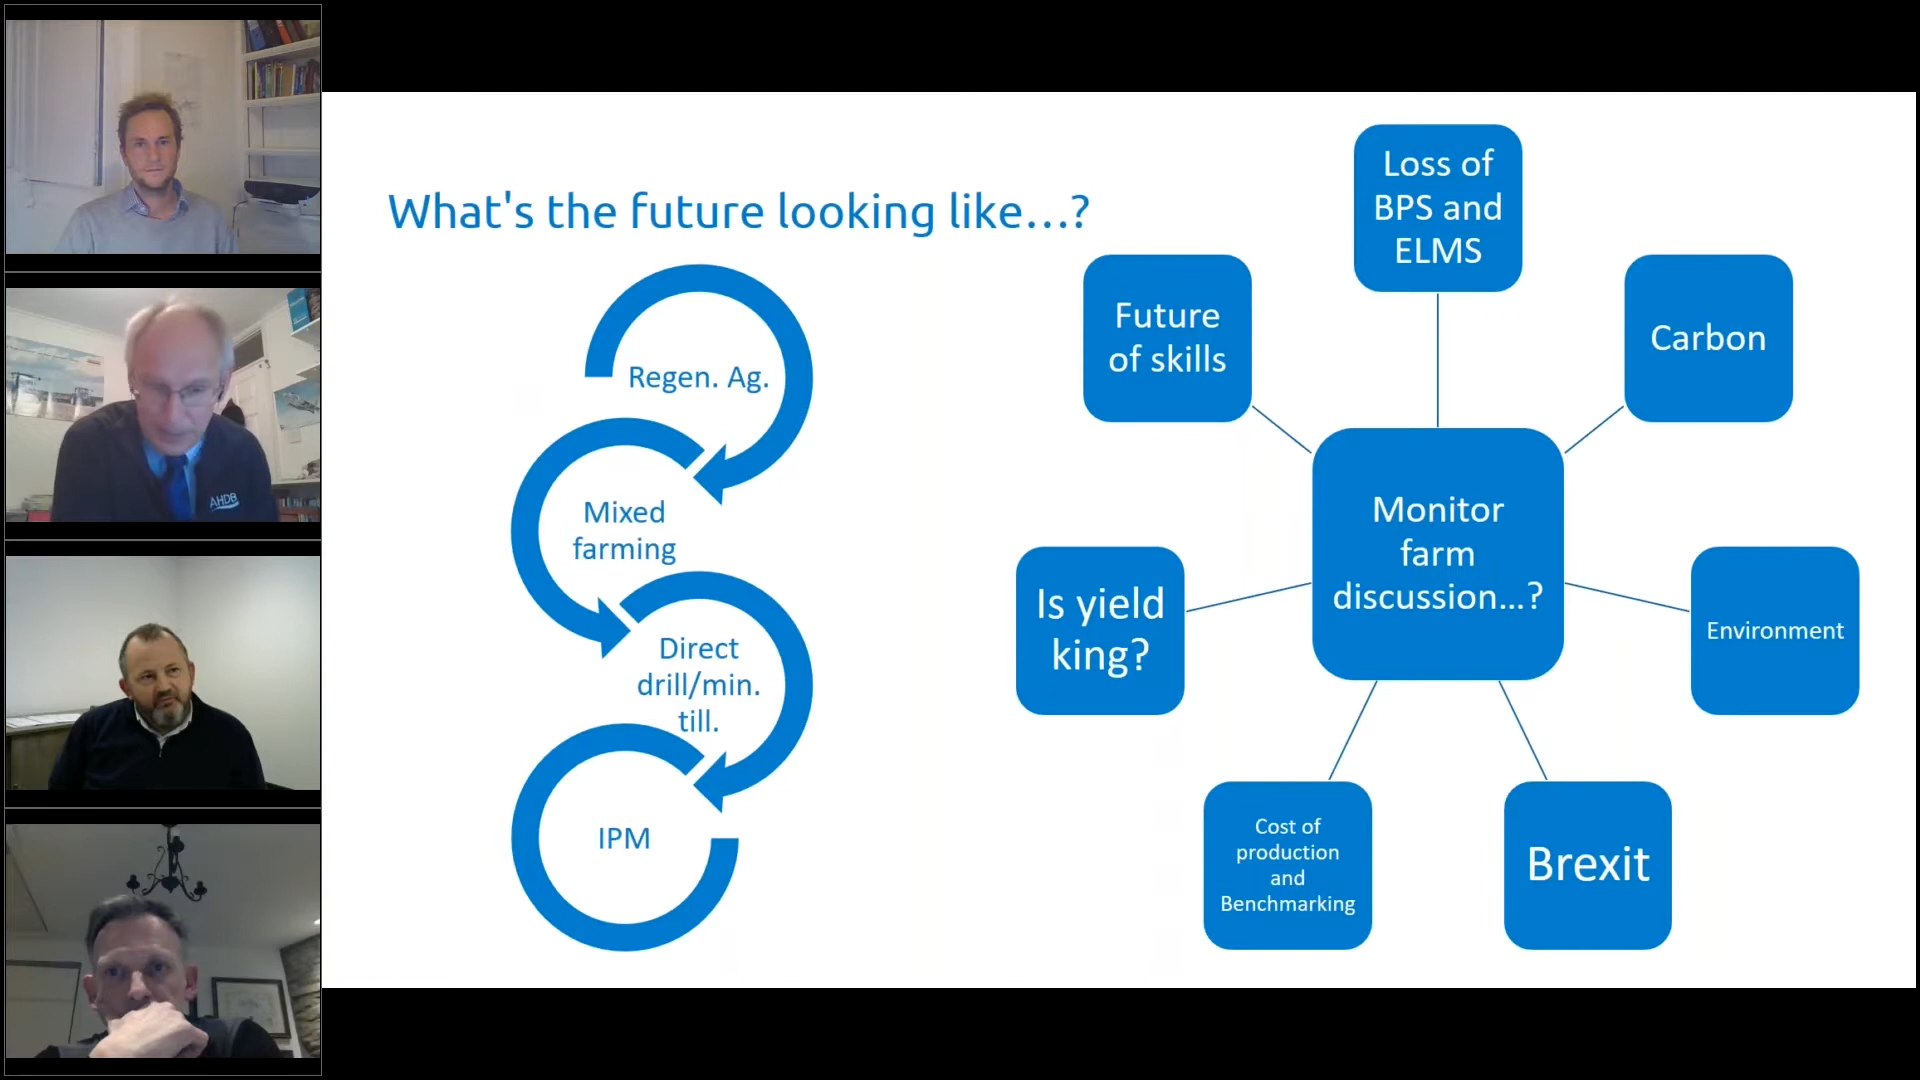 What's the future looking like...?
Regen. Ag.
Mixed
farming
Direct
drill/min.
till.
IPM
Loss of
BPS and
ELMS
Future
of skills
Carbon
Monitor
farm
discussion...?
Is yield
king?
Environment
Cost of
production
and
Benchmarking
Brexit
AHDB